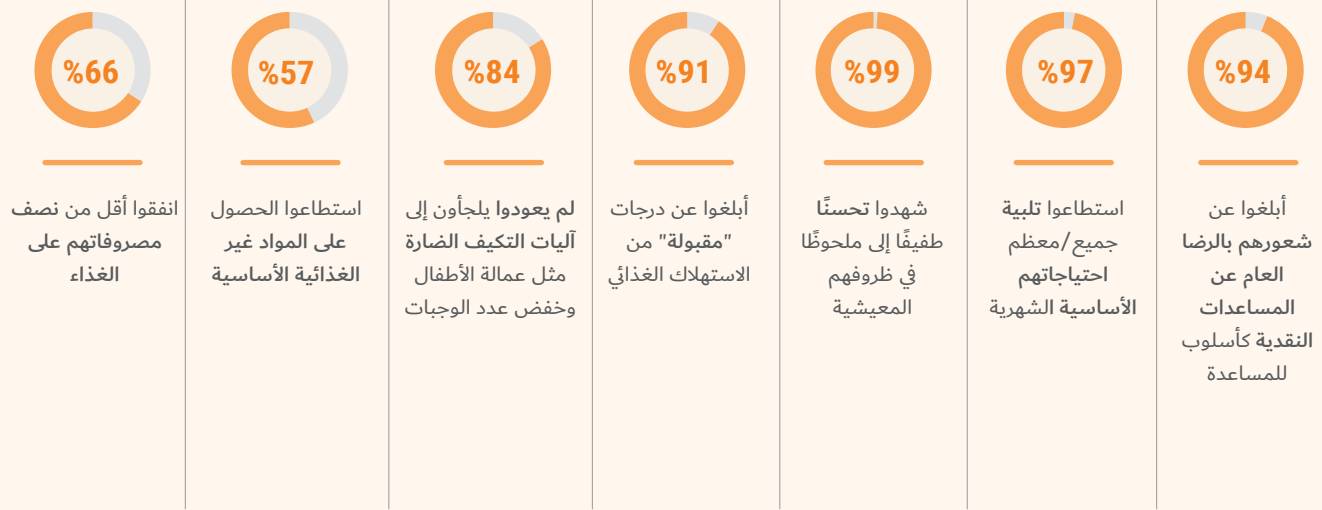 %94
أبلغوا عن
شعورهم بالرضا
العام عن
المساعدات
النقدية كأسلوب
للمساعدة
%97
استطاعوا تلبية
جميع/معظم
احتياجاتهم
الأساسية الشهرية
%99
شهدوا تحسنًا
طفيفًا إلى ملحوظًا
في ظروفهم
المعيشية
%91
أبلغوا عن درجات
"مقبولة" من
الاستهلاك الغذائي
%84
لم يعودوا يلجأون إلى
آليات التكيف الضارة
مثل عمالة الأطفال
وخفض عدد الوجبات
%57
استطاعوا الحصول
على المواد غير
الغذائية الأساسية
%66
انفقوا أقل من نصف
مصروفاتهم على
الغذاء